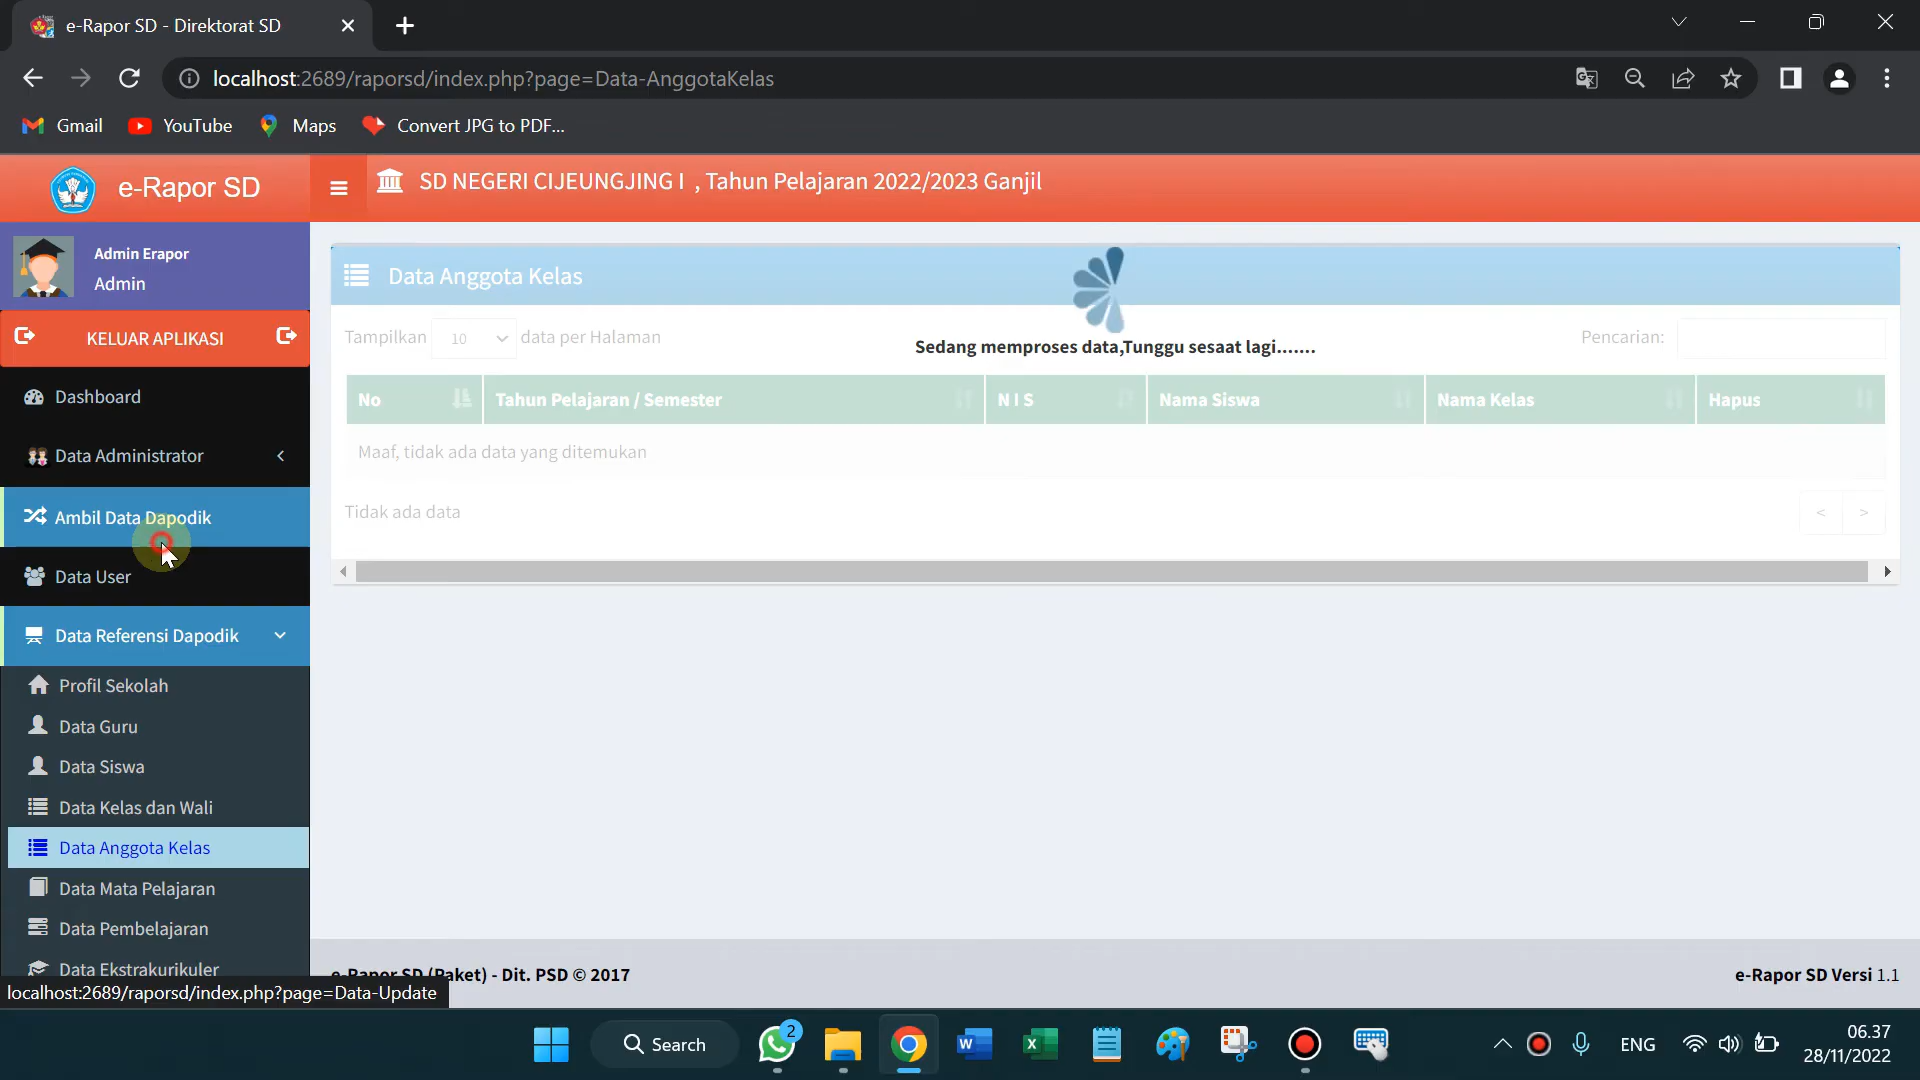 e-Rapor SD - Direktorat SD
localhost:2689/raporsd/index.php?page=Data-AnggotaKelas
Gmail
YouTube
Maps
Convert JPG to PDF...
e-Rapor SD
SD NEGERI CIJEUNGJING I , Tahun Pelajaran 2022/2023 Ganjil
Admin Erapor
Admin
KELUAR APLIKASI
Dashboard
Data Administrator
Ambil Data Dapodik
Data User
Data Referensi Dapodik
Profil Sekolah
Data Guru
Data Siswa
Data Kelas dan Wali
Data Anggota Kelas
Data Mata Pelajaran
Data Pembelajaran
Data Ekstrakurikuler
Data Anggota Kelas
Tampilkan 10 data per Halaman
Pencarian:
Sedang memproses data,Tunggu sesaat lagi.......
No Tahun Pelajaran / Semester N I S Nama Siswa Nama Kelas Hapus
Maaf, tidak ada data yang ditemukan
Tidak ada data
< >
e-Rapor SD (Paket) - Dit. PSD © 2017
e-Rapor SD Versi 1.1
localhost:2689/raporsd/index.php?page=Data-Update
Search
2
W
X
ENG
06.37
28/11/2022